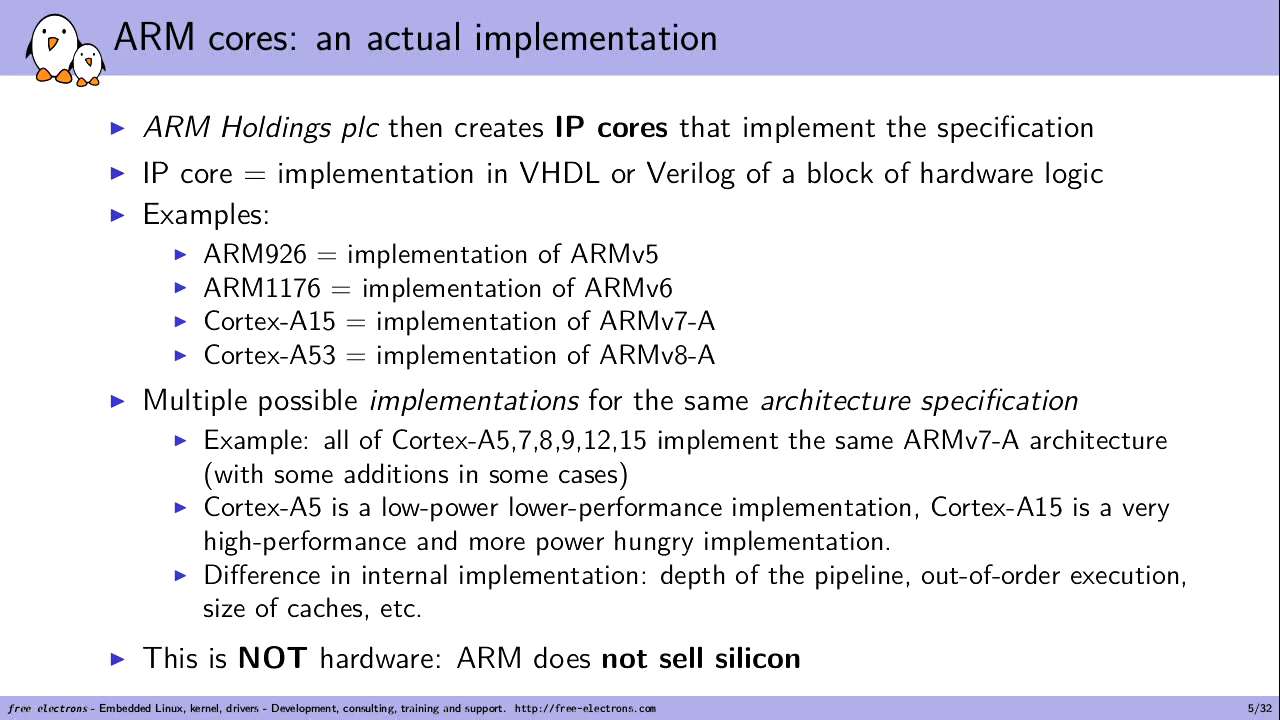 ARM cores: an actual implementation
ARM Holdings plc then creates IP cores that implement the specification
IP core = implementation in VHDL or Verilog of a block of hardware logic
Examples:
ARM926 = implementation of ARMv5
ARM1176 = implementation of ARMv6
Cortex-A15 = implementation of ARMv7-A
Cortex-A53 = implementation of ARMv8-A
Multiple possible implementations for the same architecture specification
Example: all of Cortex-A5,7,8,9,12,15 implement the same ARMv7-A architecture
(with some additions in some cases)
Cortex-A5 is a low-power lower-performance implementation, Cortex-A15 is a very
high-performance and more power hungry implementation.
Difference in internal implementation: depth of the pipeline, out-of-order execution,
size of caches, etc.
This is NOT hardware: ARM does not sell silicon
free electrons - Embedded Linux, kernel, drivers - Development, consulting, training and support. http://free-electrons.com 5/32